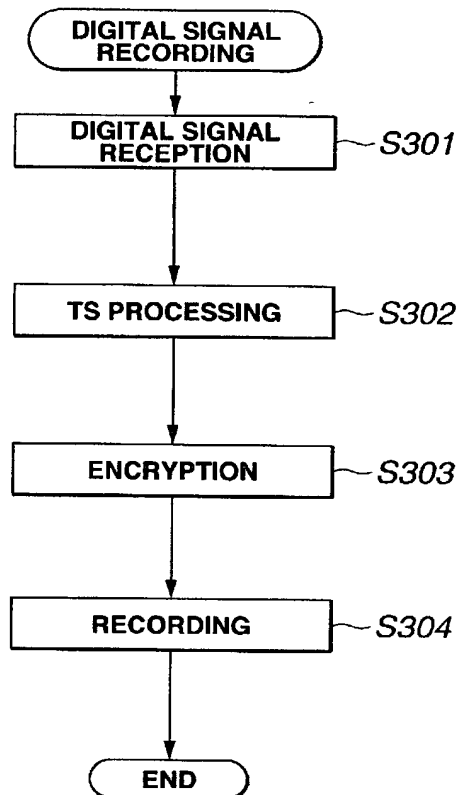 DIGITAL SIGNAL
RECORDING
DIGITAL SIGNAL
RECEPTION
S301
TS PROCESSING
S302
ENCRYPTION
S303
RECORDING
S304
END